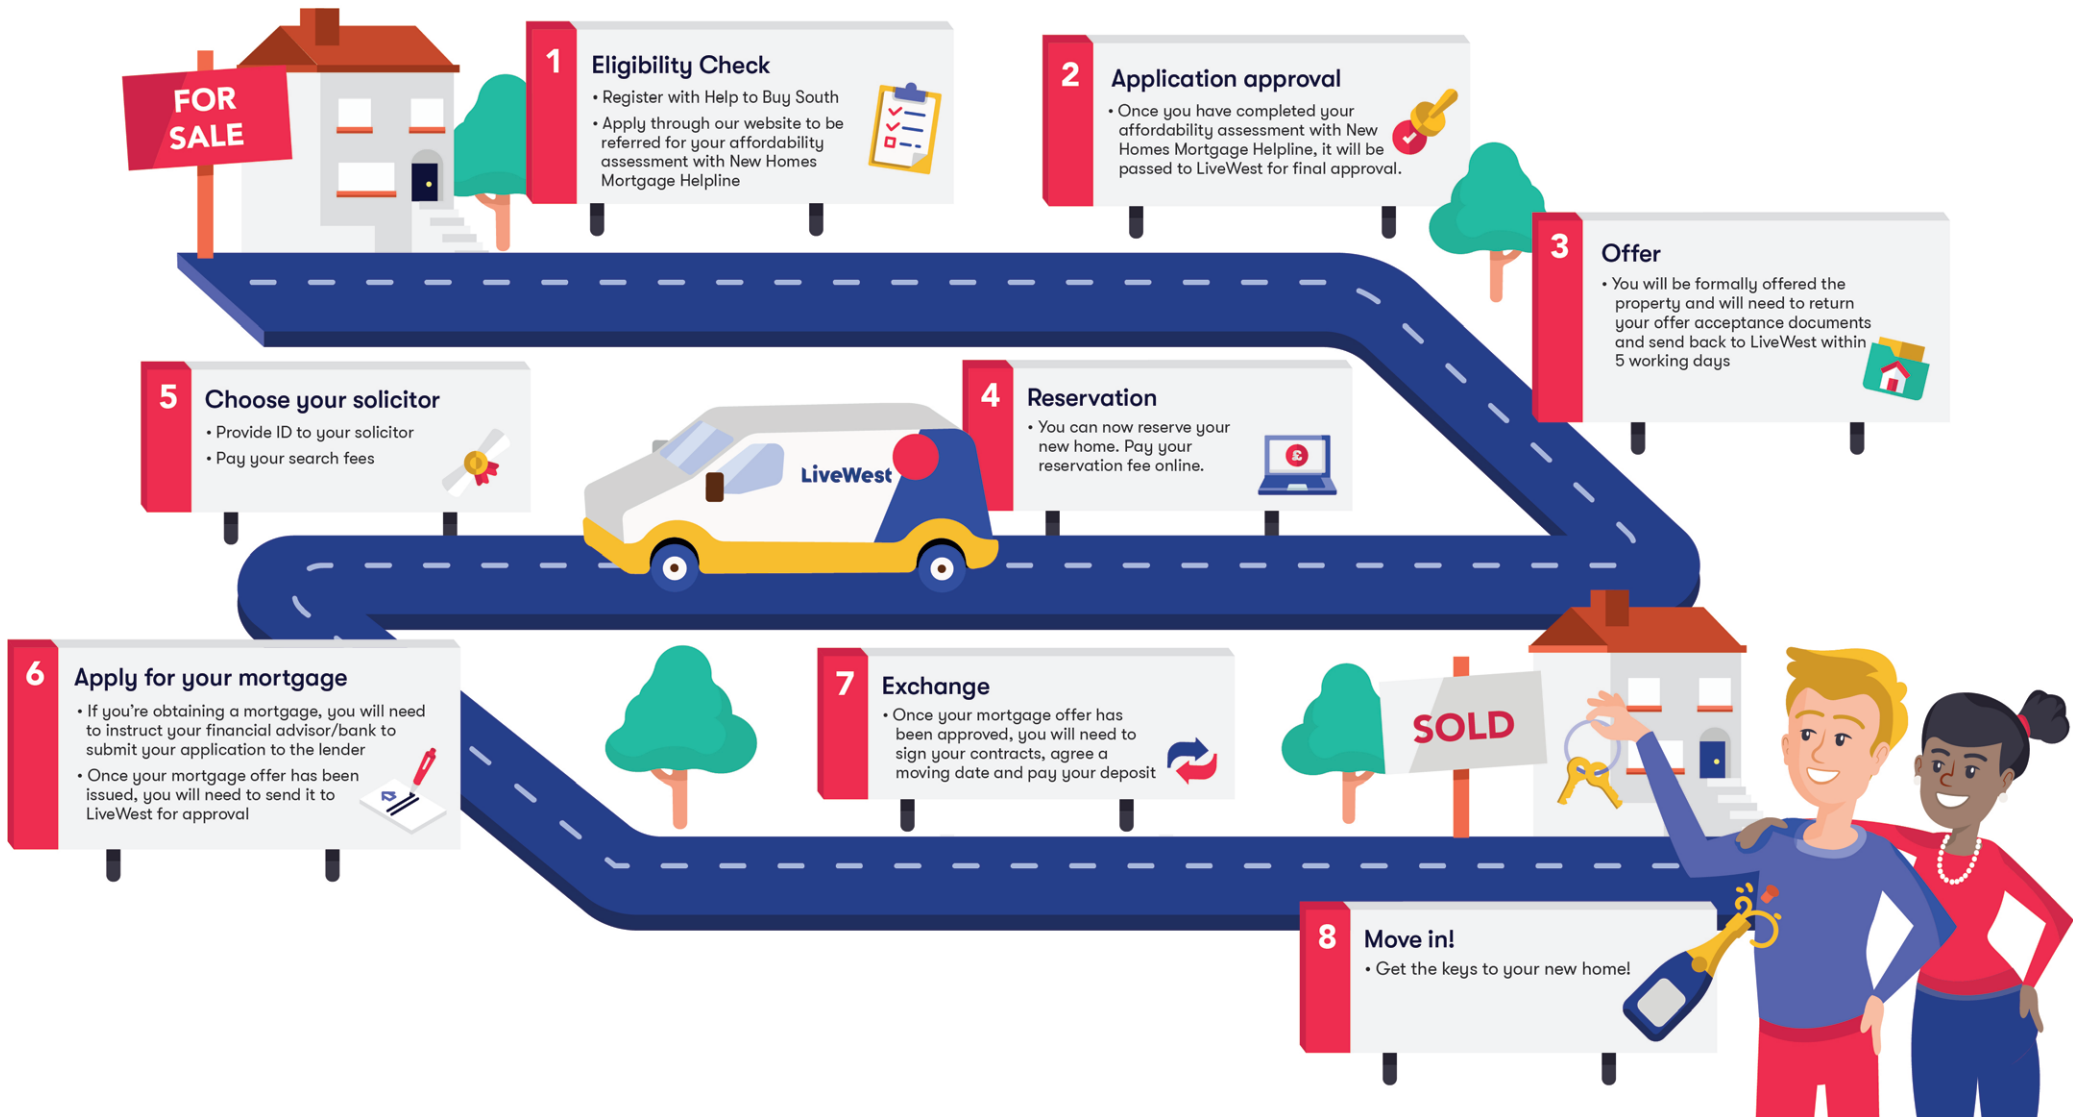 FOR
SALE
1
Eligibility Check
• Register with Help to Buy South
• Apply through our website to be
referred for your affordability
assessment with New Homes
Mortgage Helpline
2
Application approval
• Once you have completed your
affordability assessment with New
Homes Mortgage Helpline, it will be
passed to LiveWest for final approval.
3
Offer
• You will be formally offered the
property and will need to return
your offer acceptance documents
and send back to LiveWest within
5 working days
4
Reservation
• You can now reserve your
new home. Pay your
reservation fee online.
£
LiveWest
5
Choose your solicitor
• Provide ID to your solicitor
• Pay your search fees
6
Apply for your mortgage
• If you’re obtaining a mortgage, you will need
to instruct your financial advisor/bank to
submit your application to the lender
• Once your mortgage offer has been
issued, you will need to send it to
LiveWest for approval
7
Exchange
• Once your mortgage offer has
been approved, you will need to
sign your contracts, agree a
moving date and pay your deposit
SOLD
8
Move in!
• Get the keys to your new home!